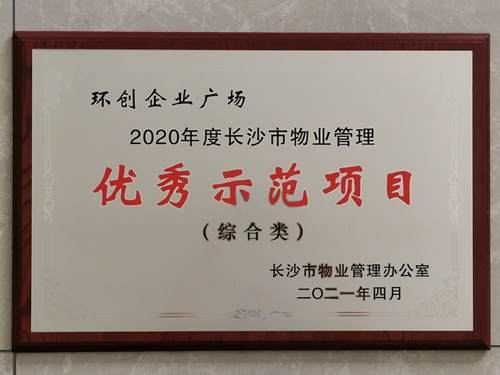 环创企业广场
2020年度长沙市物业管理
优秀示范项目
（综合类）
长沙市物业管理办公室
二〇二一年四月